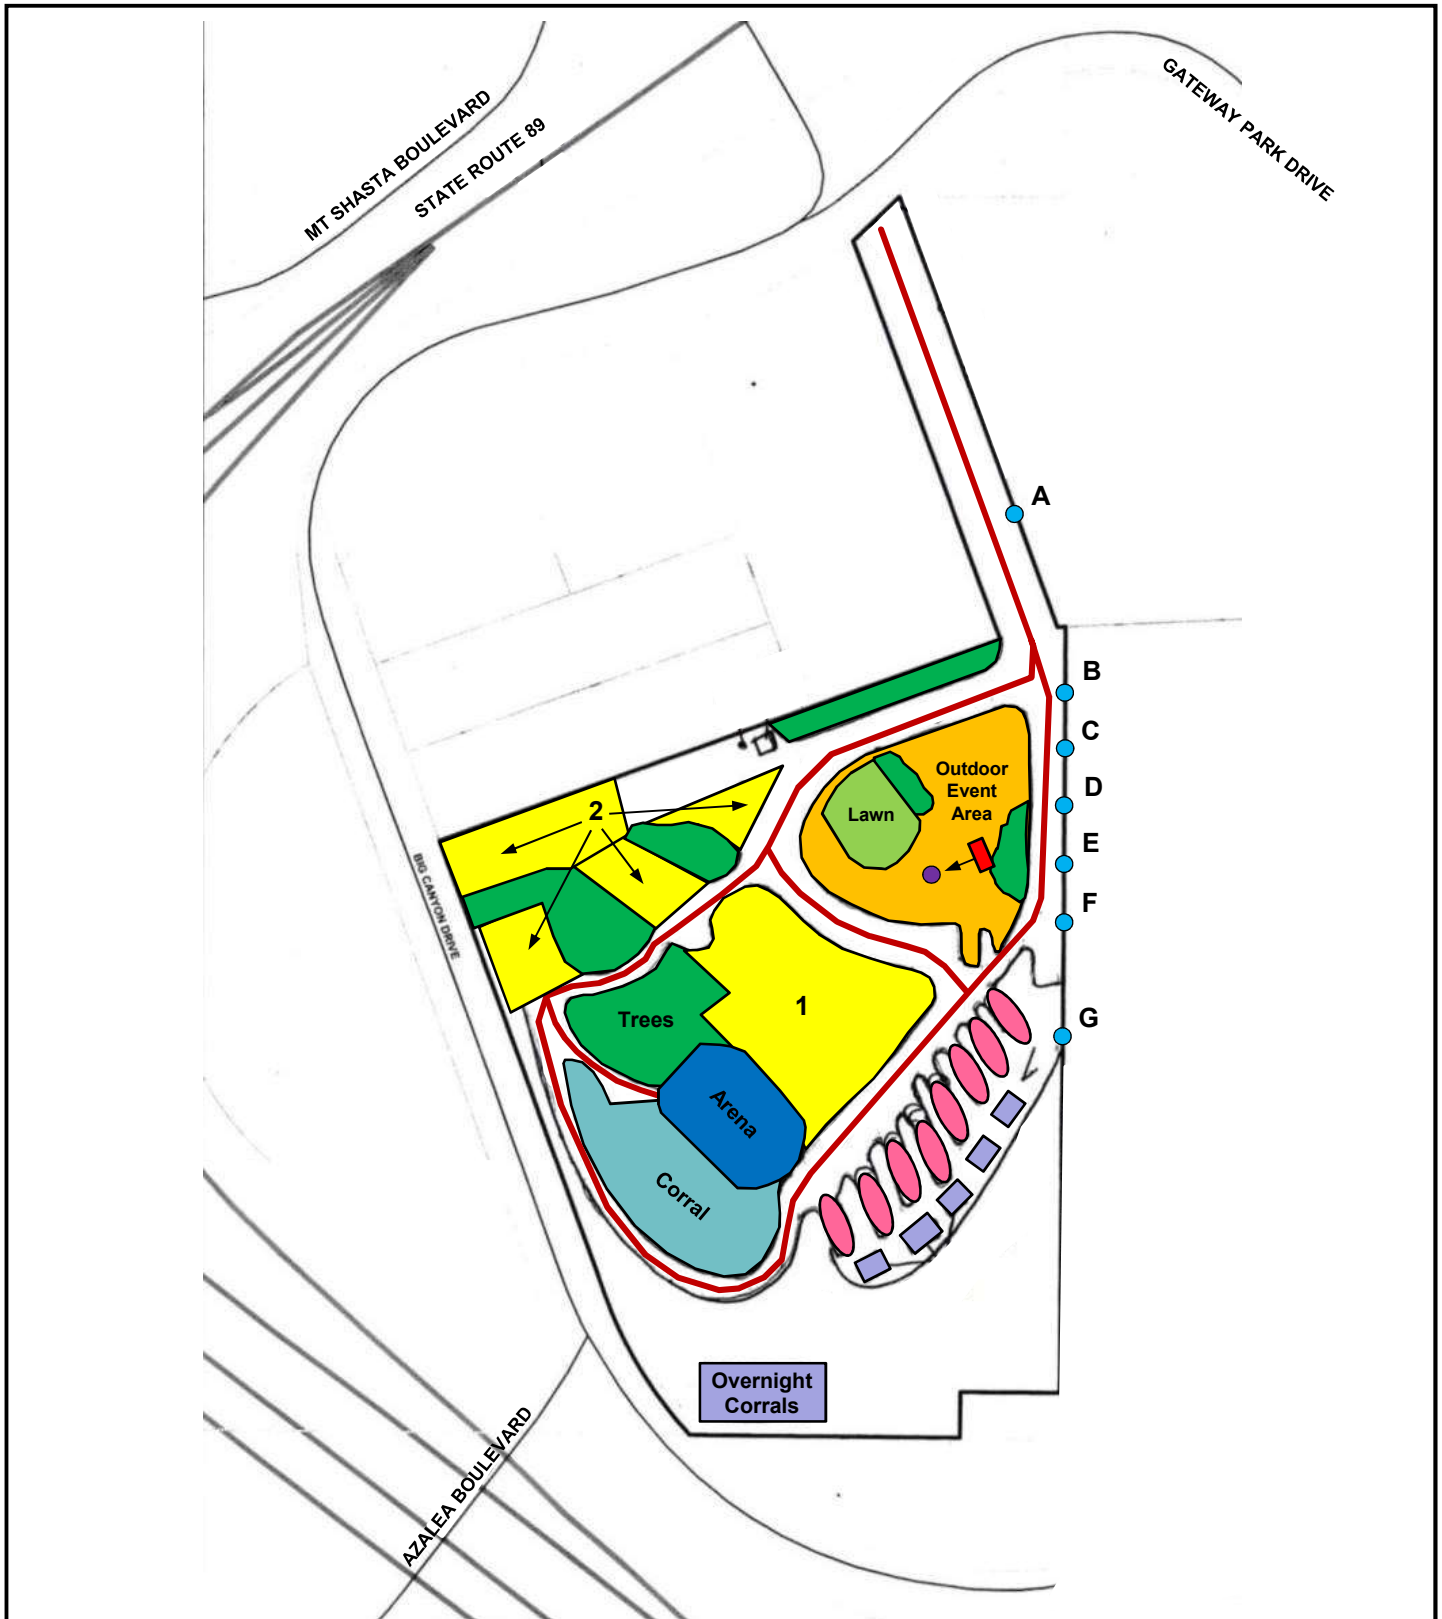 MT SHASTA BOULEVARD
STATE ROUTE 89
GATEWAY PARK DRIVE
A
B
C
D
E
F
G
Outdoor
Event
Area
Lawn
2
BIG CANYON DRIVE
1
Trees
Arena
Corral
Overnight
Corrals
AZALEA BOULEVARD